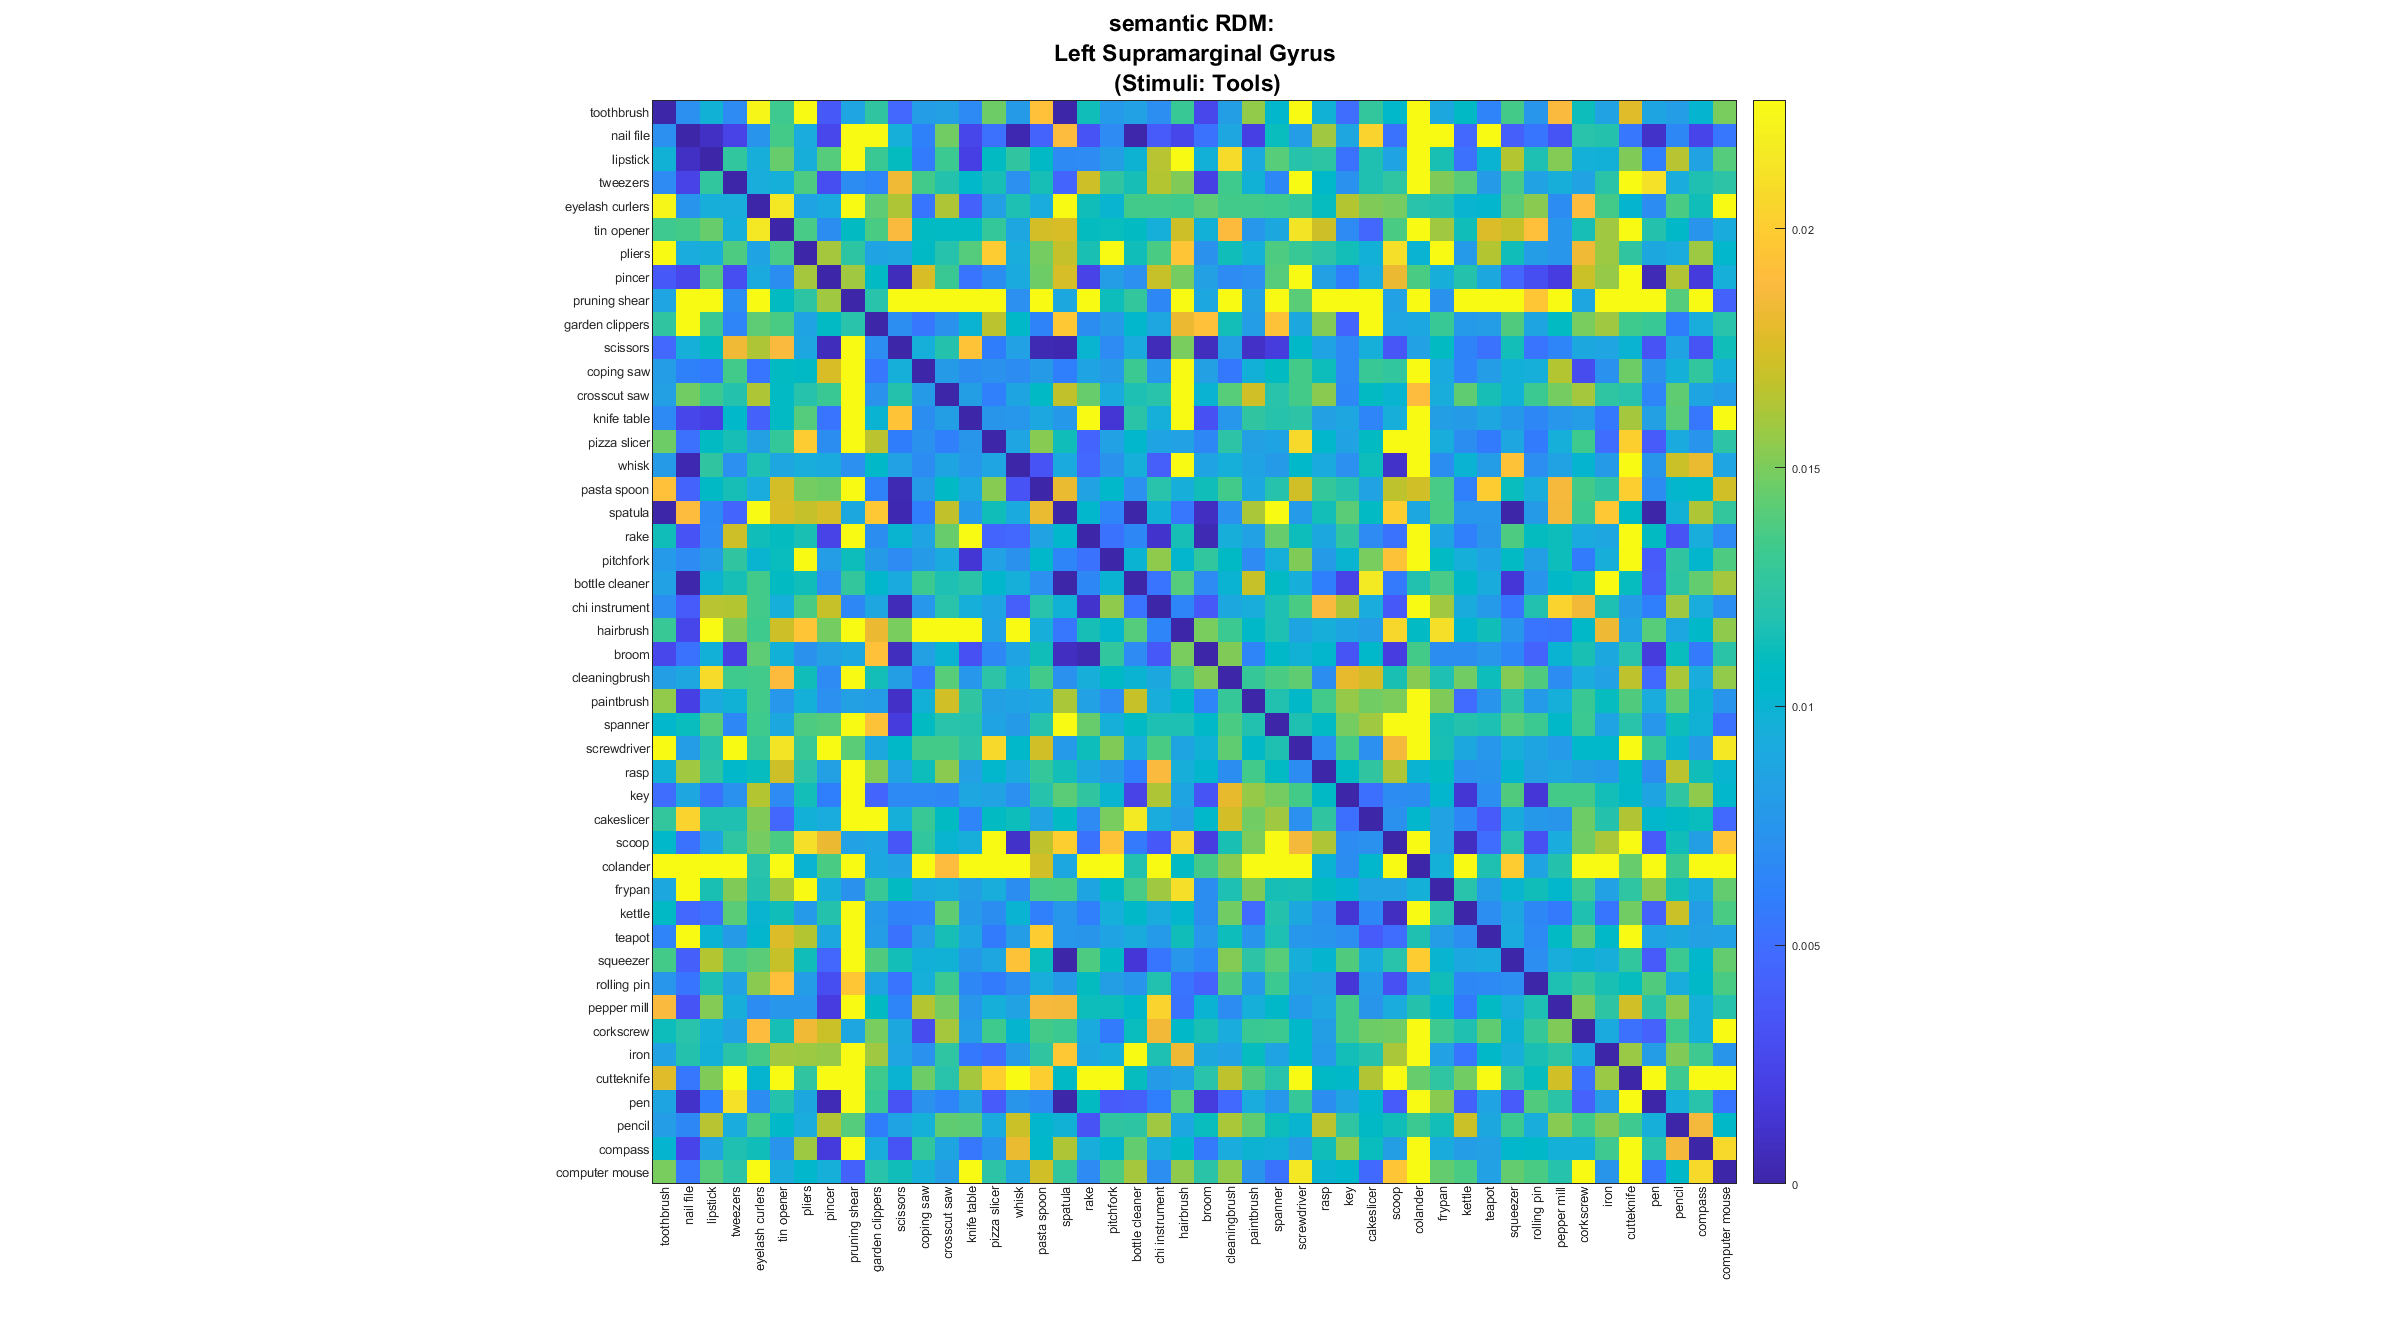 semantic RDM:
Left Supramarginal Gyrus
(Stimuli: Tools)
toothbrush
nail file
lipstick
tweezers
eyelash curlers
tin opener
pliers
pincer
pruning shear
garden clippers
scissors
coping saw
crosscut saw
knife table
pizza slicer
whisk
pasta spoon
spatula
rake
pitchfork
bottle cleaner
chi instrument
hairbrush
broom
cleaningbrush
paintbrush
spanner
screwdriver
rasp
key
cakeslicer
scoop
colander
frypan
kettle
teapot
squeezer
rolling pin
pepper mill
corkscrew
iron
cutteknife
pen
pencil
compass
computer mouse
toothbrush
nail file
lipstick
tweezers
eyelash curlers
tin opener
pliers
pincer
pruning shear
garden clippers
scissors
coping saw
crosscut saw
knife table
pizza slicer
whisk
pasta spoon
spatula
rake
pitchfork
bottle cleaner
chi instrument
hairbrush
broom
cleaningbrush
paintbrush
spanner
screwdriver
rasp
key
cakeslicer
scoop
colander
frypan
kettle
teapot
squeezer
rolling pin
pepper mill
corkscrew
iron
cutteknife
pen
pencil
compass
computer mouse
0.02
0.015
0.01
0.005
0